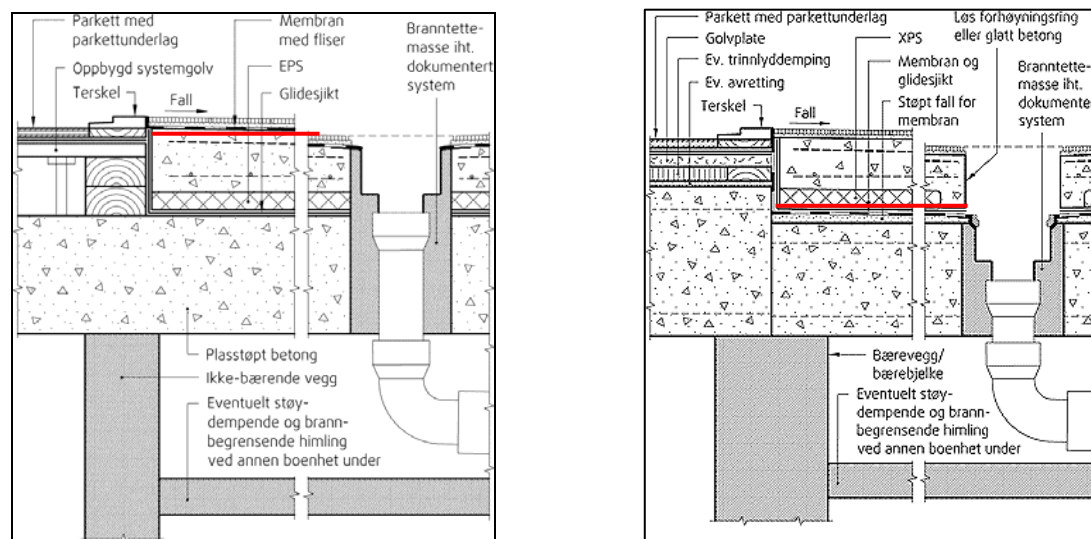 Parkett med
parkettunderlag
Oppbygd systemgolv
Terskel
Fall
Membran
med fliser
EPS
Glidesjikt
Branntette-
masse iht.
dokumentert
system
Plasstøpt betong
Ikke-bærende vegg
Eventuelt støy-
dempende og brann-
begrensende himling
ved annen boenhet under
Parkett med parkettunderlag
Golvplate
Ev. trinnlyddemping
Ev. avretting
Terskel
Fall
Løs forhøyningsring
eller glatt betong
XPS
Membran og
glidesjikt
Støpt fall for
membran
Branntette-
masse iht.
dokumente
system
Bærevegg/
bærebjelke
Eventuelt støy-
dempende og brann-
begrensende himling
ved annen boenhet under